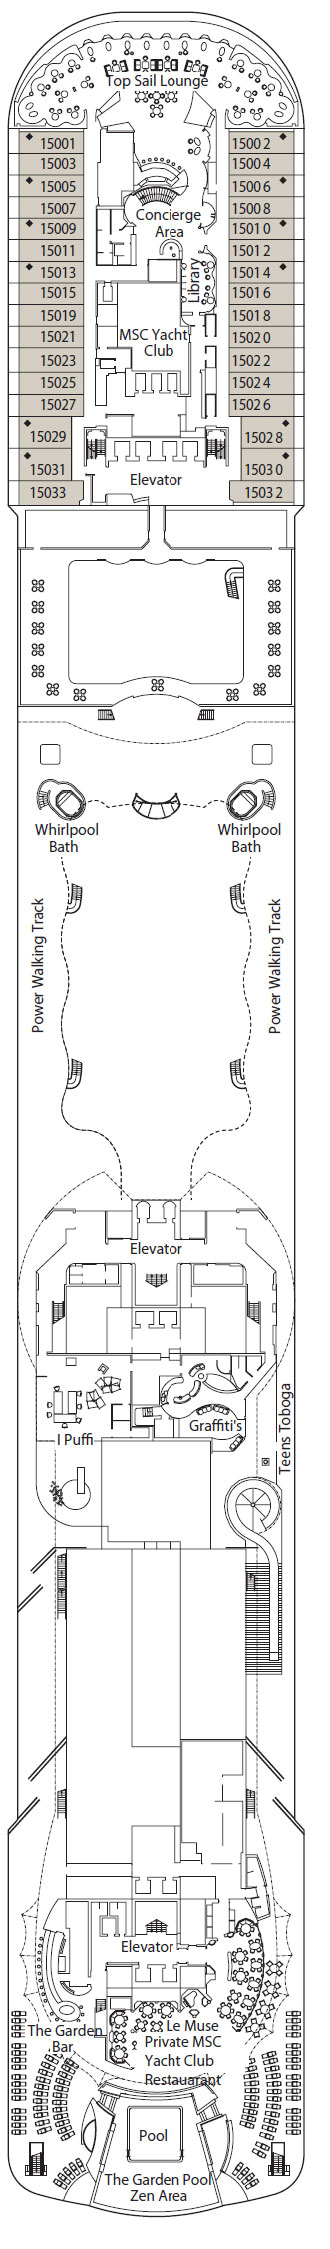 Top Sail Lounge
15001
15002
15003
15004
15005
15006
15007
15008
Concierge
Area
15009
15010
15011
15012
Library
15013
15014
15015
15016
15019
15018
MSC Yacht
Club
15021
15020
15023
15022
15025
15024
15027
15026
15029
15028
15031
15030
Elevator
15033
15032
Whirlpool
Bath
Whirlpool
Bath
Power Walking Track
Power Walking Track
Elevator
Teens Toboga
Graffiti's
I Puffi
Elevator
The Garden
Bar
Le Muse
Private MSC
Yacht Club
Restauarant
Pool
The Garden Pool
Zen Area